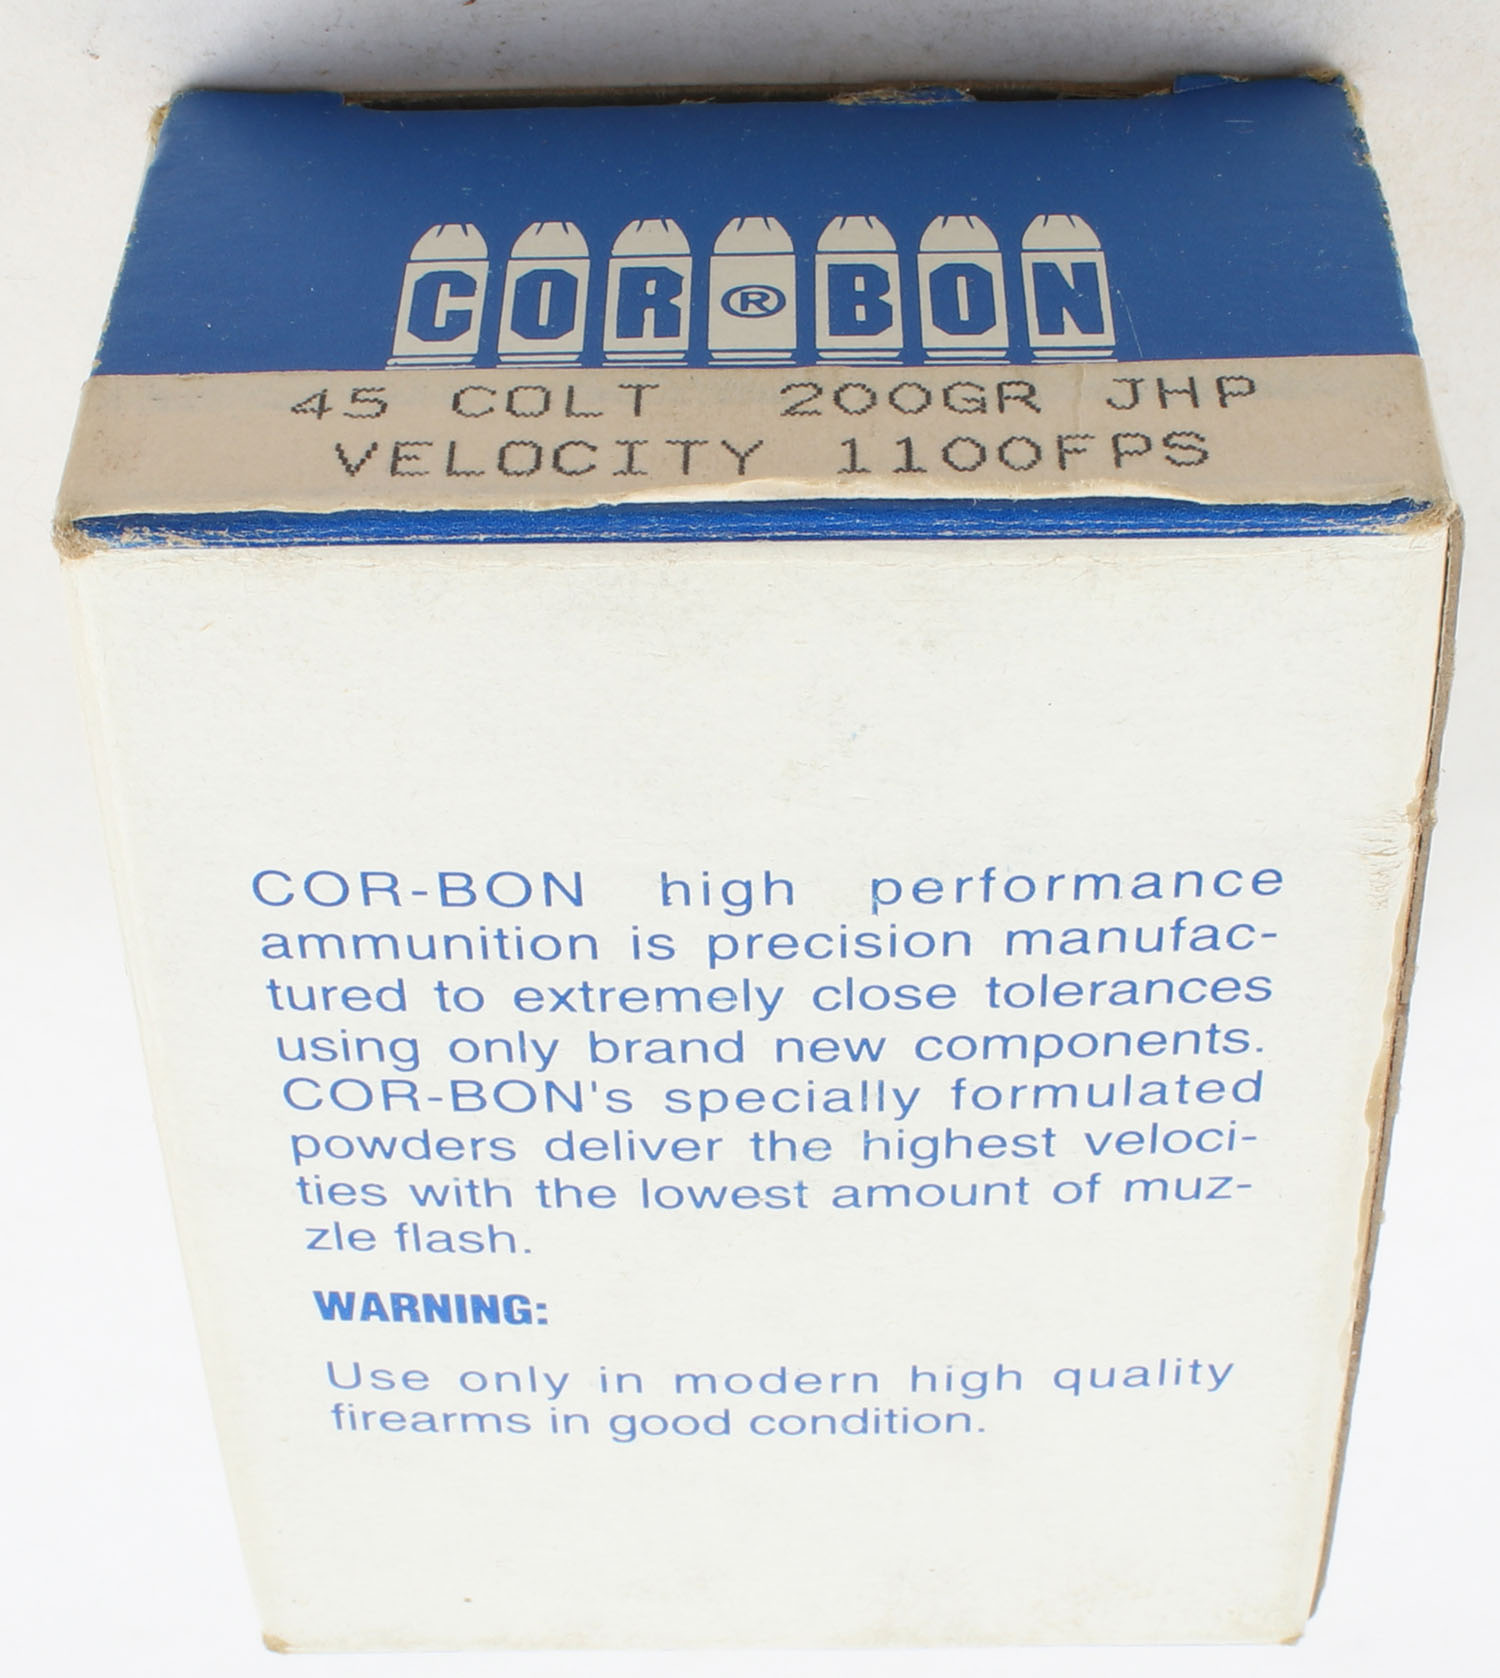 COR®BON
45 COLT 200GR JHP
VELOCITY 1100FPS
COR-BON high performance
ammunition is precision manufac-
tured to extremely close tolerances
using only brand new components.
COR-BON's specially formulated
powders deliver the highest veloci-
ties with the lowest amount of muz-
zle flash.
WARNING:
Use only in modern high quality
firearms in good condition.